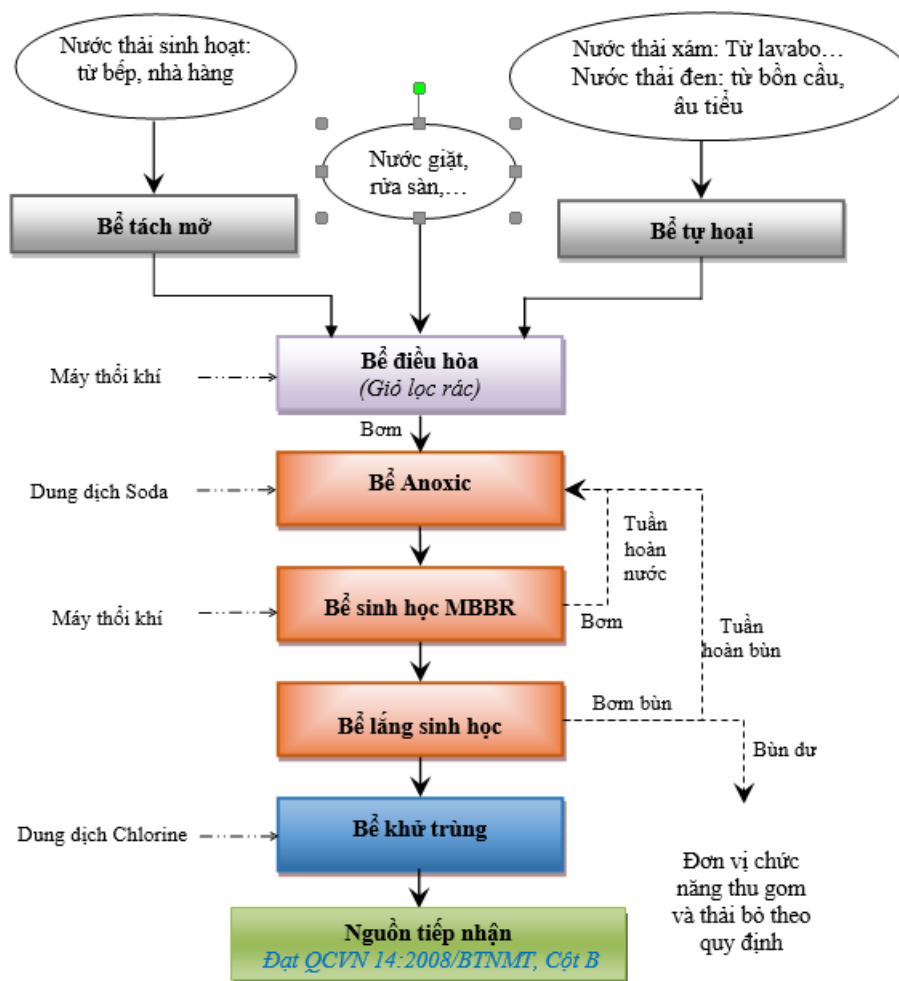 Nước thải sinh hoạt:
từ bếp, nhà hàng
Nước thải xám: Từ lavabo…
Nước thải đen: từ bồn cầu,
âu tiểu
Nước giặt,
rửa sàn,…
Bể tách mỡ
Bể tự hoại
Bể điều hòa
(Giỏ lọc rác)
Máy thổi khí
Bơm
Bể Anoxic
Dung dịch Soda
Tuần
hoàn
nước
Bể sinh học MBBR
Máy thổi khí
Bơm
Tuần
hoàn bùn
Bể lắng sinh học
Bơm bùn
Bùn dư
Bể khử trùng
Dung dịch Chlorine
Đơn vị chức
năng thu gom
và thải bỏ theo
quy định
Nguồn tiếp nhận
Đạt QCVN 14:2008/BTNMT, Cột B